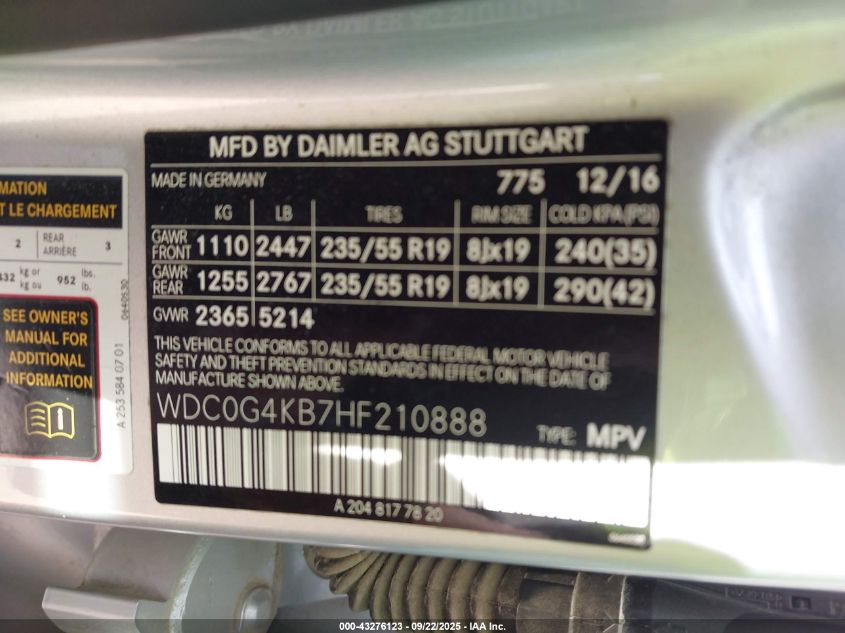 MFD BY DAIMLER AG STUTTGART
MADE IN GERMANY 775 12/16
KG LB TIRES RIM SIZE COLD KPA(PSI)
GAWR FRONT 1110 2447 235/55 R19 8Jx19 240(35)
GAWR REAR 1255 2767 235/55 R19 8Jx19 290(42)
GVWR 2365 5214
THIS VEHICLE CONFORMS TO ALL APPLICABLE FEDERAL MOTOR VEHICLE
SAFETY AND THEFT PREVENTION STANDARDS IN EFFECT ON THE DATE OF
MANUFACTURE SHOWN ABOVE.
WDC0G4KB7HF210888
TYPE: MPV
A 204 817 78 20
MATION
T LE CHARGEMENT
2 REAR ARRIÈRE 3
432 kg or kg ou 952 lbs. lb.
SEE OWNER'S
MANUAL FOR
ADDITIONAL
INFORMATION
A 253 584 07 01
0640530
000-43276123 - 09/22/2025 - IAA Inc.